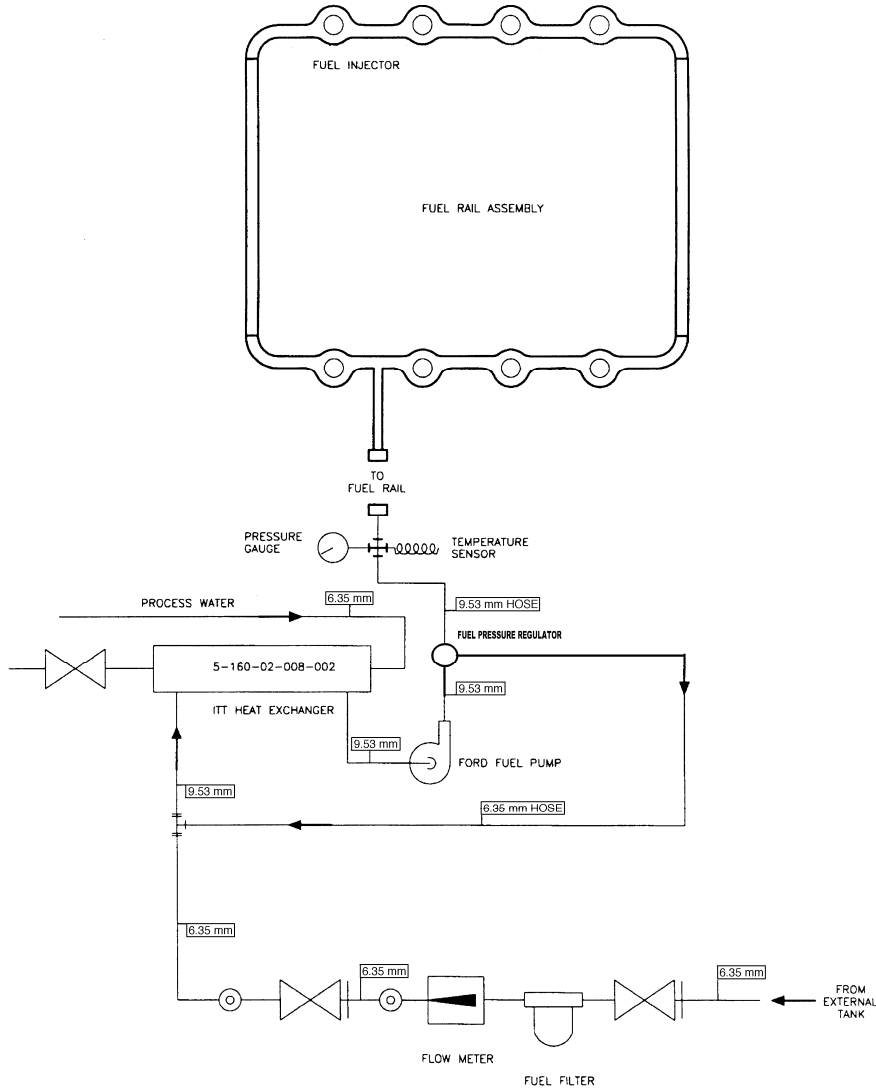 FUEL INJECTOR
FUEL RAIL ASSEMBLY
TO
FUEL RAIL
PRESSURE
GAUGE
TEMPERATURE
SENSOR
PROCESS WATER
6.35 mm
9.53 mm HOSE
FUEL PRESSURE REGULATOR
5-160-02-008-002
9.53 mm
ITT HEAT EXCHANGER
9.53 mm
FORD FUEL PUMP
9.53 mm
6.35 mm HOSE
6.35 mm
6.35 mm
6.35 mm
FROM
EXTERNAL
TANK
FLOW METER
FUEL FILTER